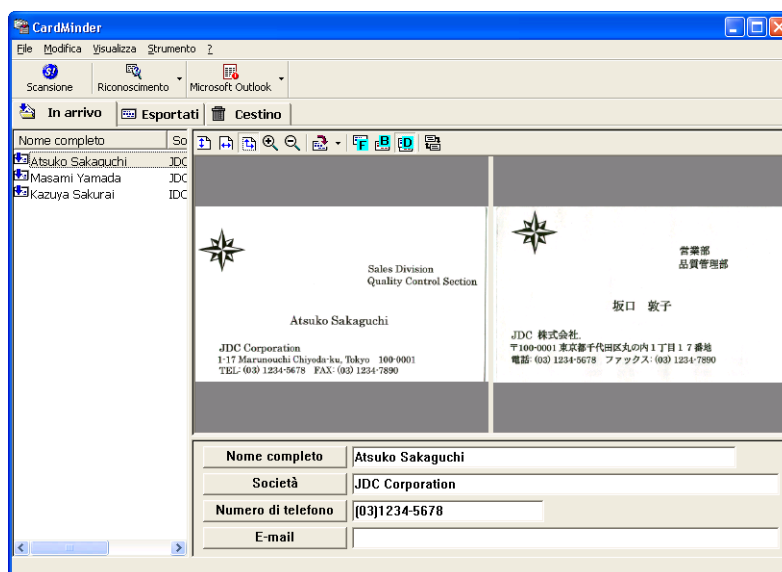 CardMinder
File Modifica Visualizza Strumento ?
Scansione Riconoscimento Microsoft Outlook
In arrivo Esportati Cestino
Nome completo So
Atsuko Sakaguchi JDC
Masami Yamada JDC
Kazuya Sakurai IDC
F B D
Sales Division
Quality Control Section
Atsuko Sakaguchi
JDC Corporation
1-17 Marunouchi Chiyoda-ku, Tokyo 100-0001
TEL: (03) 1234-5678 FAX: (03) 1234-7890
営業部
品質管理部
坂口 敦子
JDC 株式会社.
〒100-0001 東京都千代田区丸の内1丁目17番地
電話: (03) 1234-5678 ファックス: (03) 1234-7890
Nome completo Atsuko Sakaguchi
Società JDC Corporation
Numero di telefono (03)1234-5678
E-mail